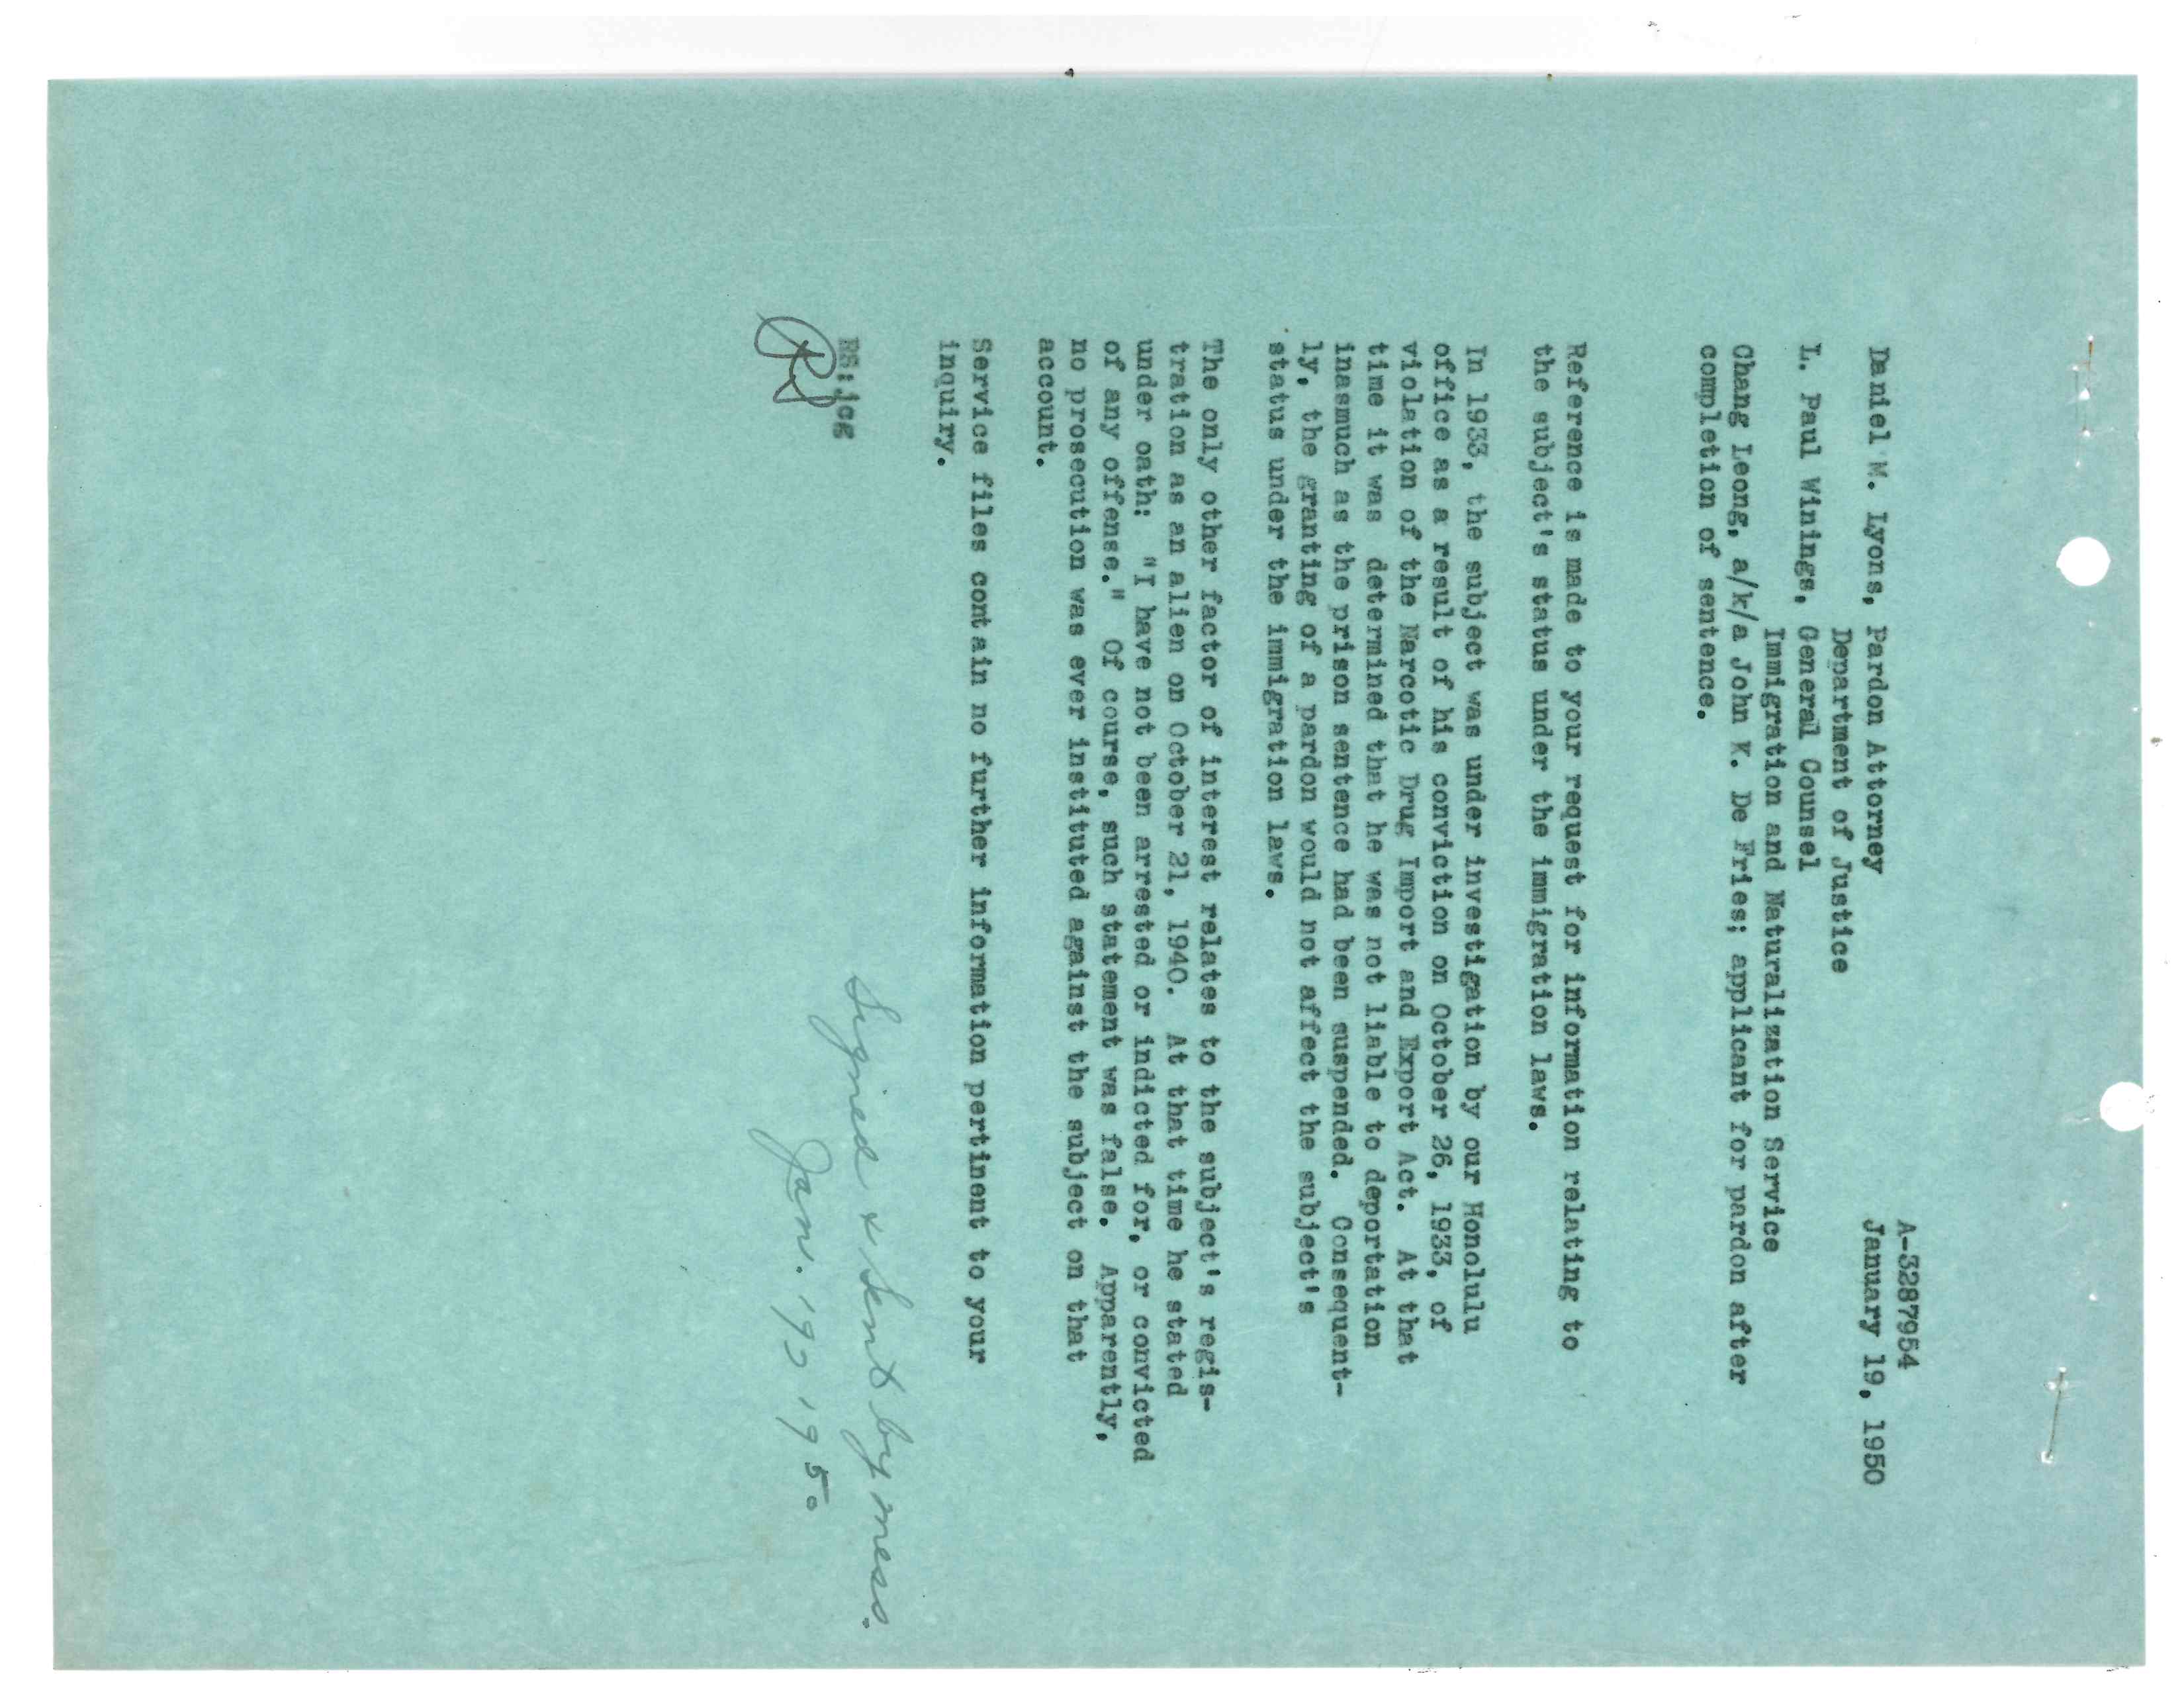 A-3287954
Daniel M. Lyons, Pardon Attorney January 19, 1950
Department of Justice
L. Paul Winings, General Counsel
Immigration and Naturalization Service
Chang Leong, a/k/a John K. De Fries; applicant for pardon after
completion of sentence.
Reference is made to your request for information relating to
the subject's status under the immigration laws.
In 1933, the subject was under investigation by our Honolulu
office as a result of his conviction on October 26, 1933, of
violation of the Narcotic Drug Import and Export Act. At that
time it was determined that he was not liable to deportation
inasmuch as the prison sentence had been suspended. Consequent-
ly, the granting of a pardon would not affect the subject's
status under the immigration laws.
The only other factor of interest relates to the subject's regis-
tration as an alien on October 21, 1940. At that time he stated
under oath: "I have not been arrested or indicted for, or convicted
of any offense." Of course, such statement was false. Apparently,
no prosecution was ever instituted against the subject on that
account.
Service files contain no further information pertinent to your
inquiry.
Signed & Sent by mess.
RS:jcg
Jan. 19, 1950
RS